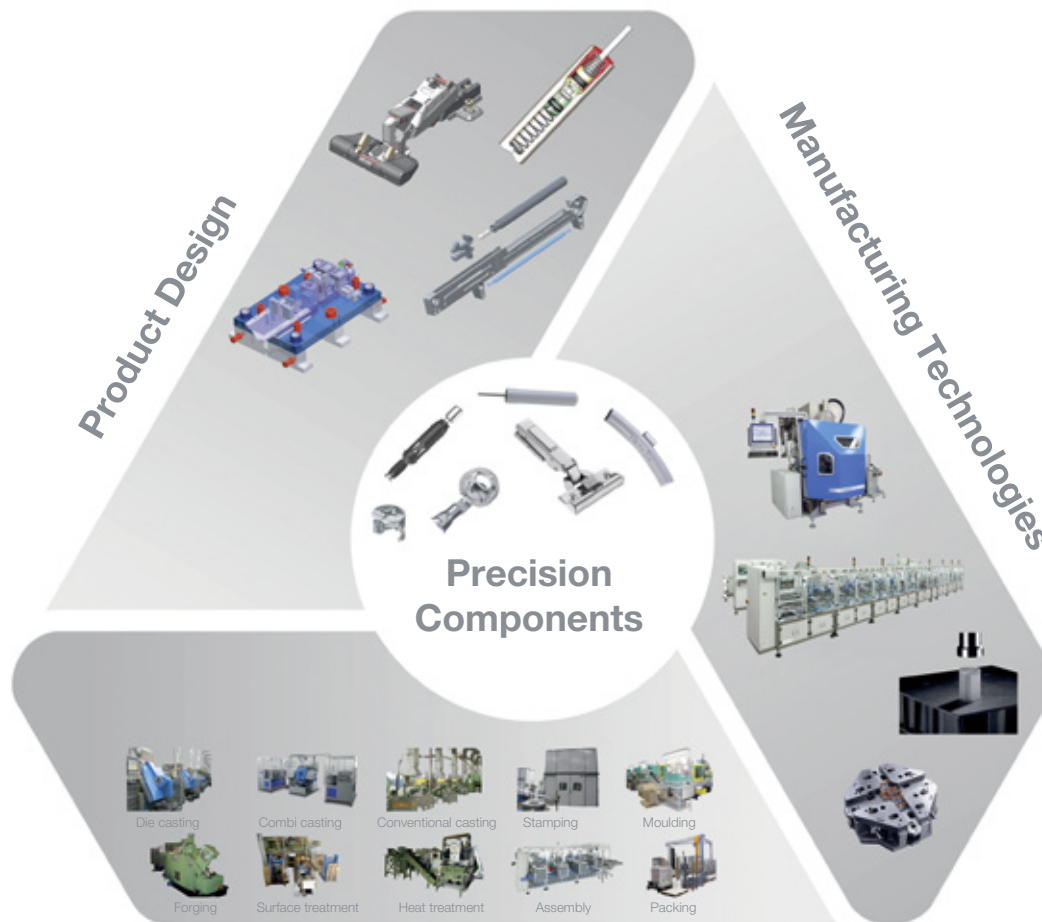 Product Design
Manufacturing Technologies
Precision
Components
Die casting
Combi casting
Conventional casting
Stamping
Moulding
Forging
Surface treatment
Heat treatment
Assembly
Packing